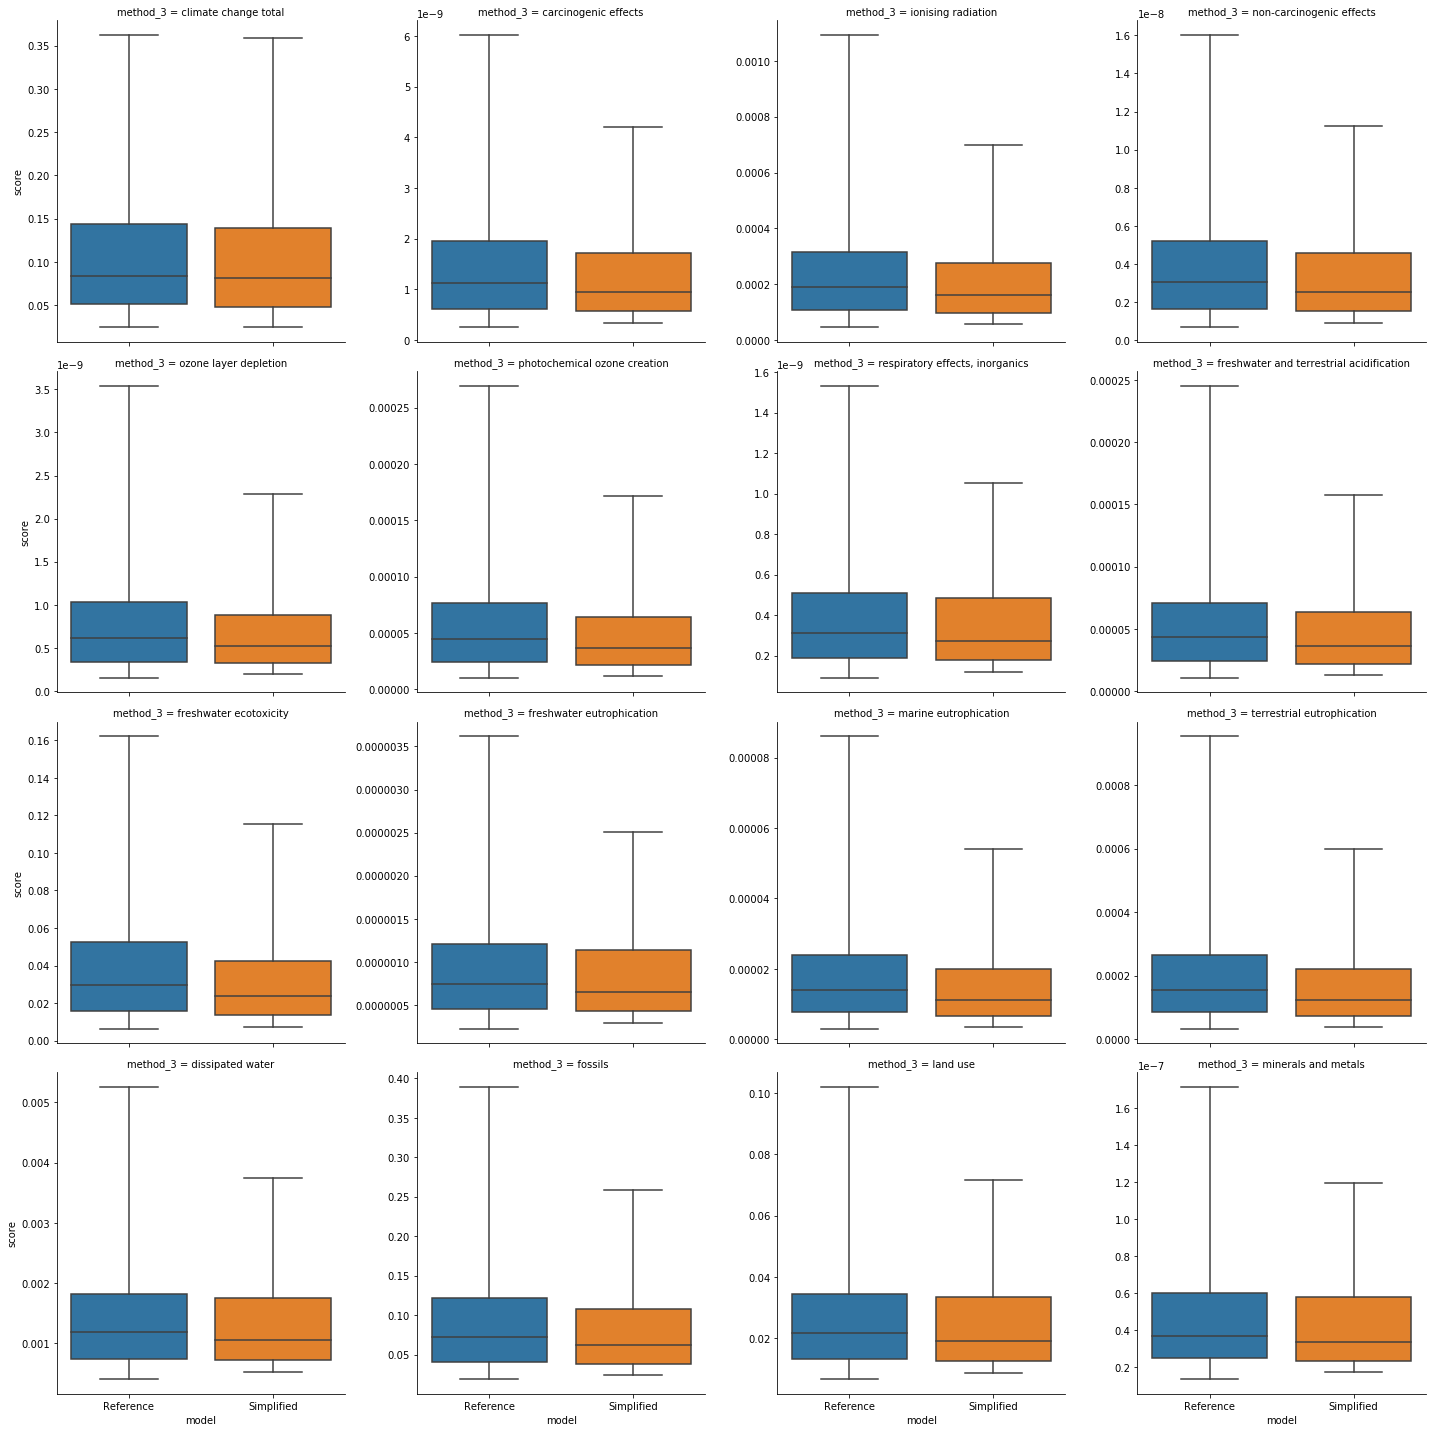 method_3 = climate change total
0.35
0.30
0.25
0.20
0.15
0.10
0.05
score
1e−9
method_3 = carcinogenic effects
6
5
4
3
2
1
0
method_3 = ionising radiation
0.0010
0.0008
0.0006
0.0004
0.0002
0.0000
1e−8
method_3 = non-carcinogenic effects
1.6
1.4
1.2
1.0
0.8
0.6
0.4
0.2
0.0
1e−9
method_3 = ozone layer depletion
3.5
3.0
2.5
2.0
1.5
1.0
0.5
0.0
score
method_3 = photochemical ozone creation
0.00025
0.00020
0.00015
0.00010
0.00005
0.00000
1e−9
method_3 = respiratory effects, inorganics
1.6
1.4
1.2
1.0
0.8
0.6
0.4
0.2
method_3 = freshwater and terrestrial acidification
0.00025
0.00020
0.00015
0.00010
0.00005
0.00000
method_3 = freshwater ecotoxicity
0.16
0.14
0.12
0.10
0.08
0.06
0.04
0.02
0.00
score
method_3 = freshwater eutrophication
0.0000035
0.0000030
0.0000025
0.0000020
0.0000015
0.0000010
0.0000005
method_3 = marine eutrophication
0.00008
0.00006
0.00004
0.00002
0.00000
method_3 = terrestrial eutrophication
0.0008
0.0006
0.0004
0.0002
0.0000
method_3 = dissipated water
0.005
0.004
0.003
0.002
0.001
score
Reference
Simplified
model
method_3 = fossils
0.40
0.35
0.30
0.25
0.20
0.15
0.10
0.05
Reference
Simplified
model
method_3 = land use
0.10
0.08
0.06
0.04
0.02
Reference
Simplified
model
1e−7
method_3 = minerals and metals
1.6
1.4
1.2
1.0
0.8
0.6
0.4
0.2
Reference
Simplified
model